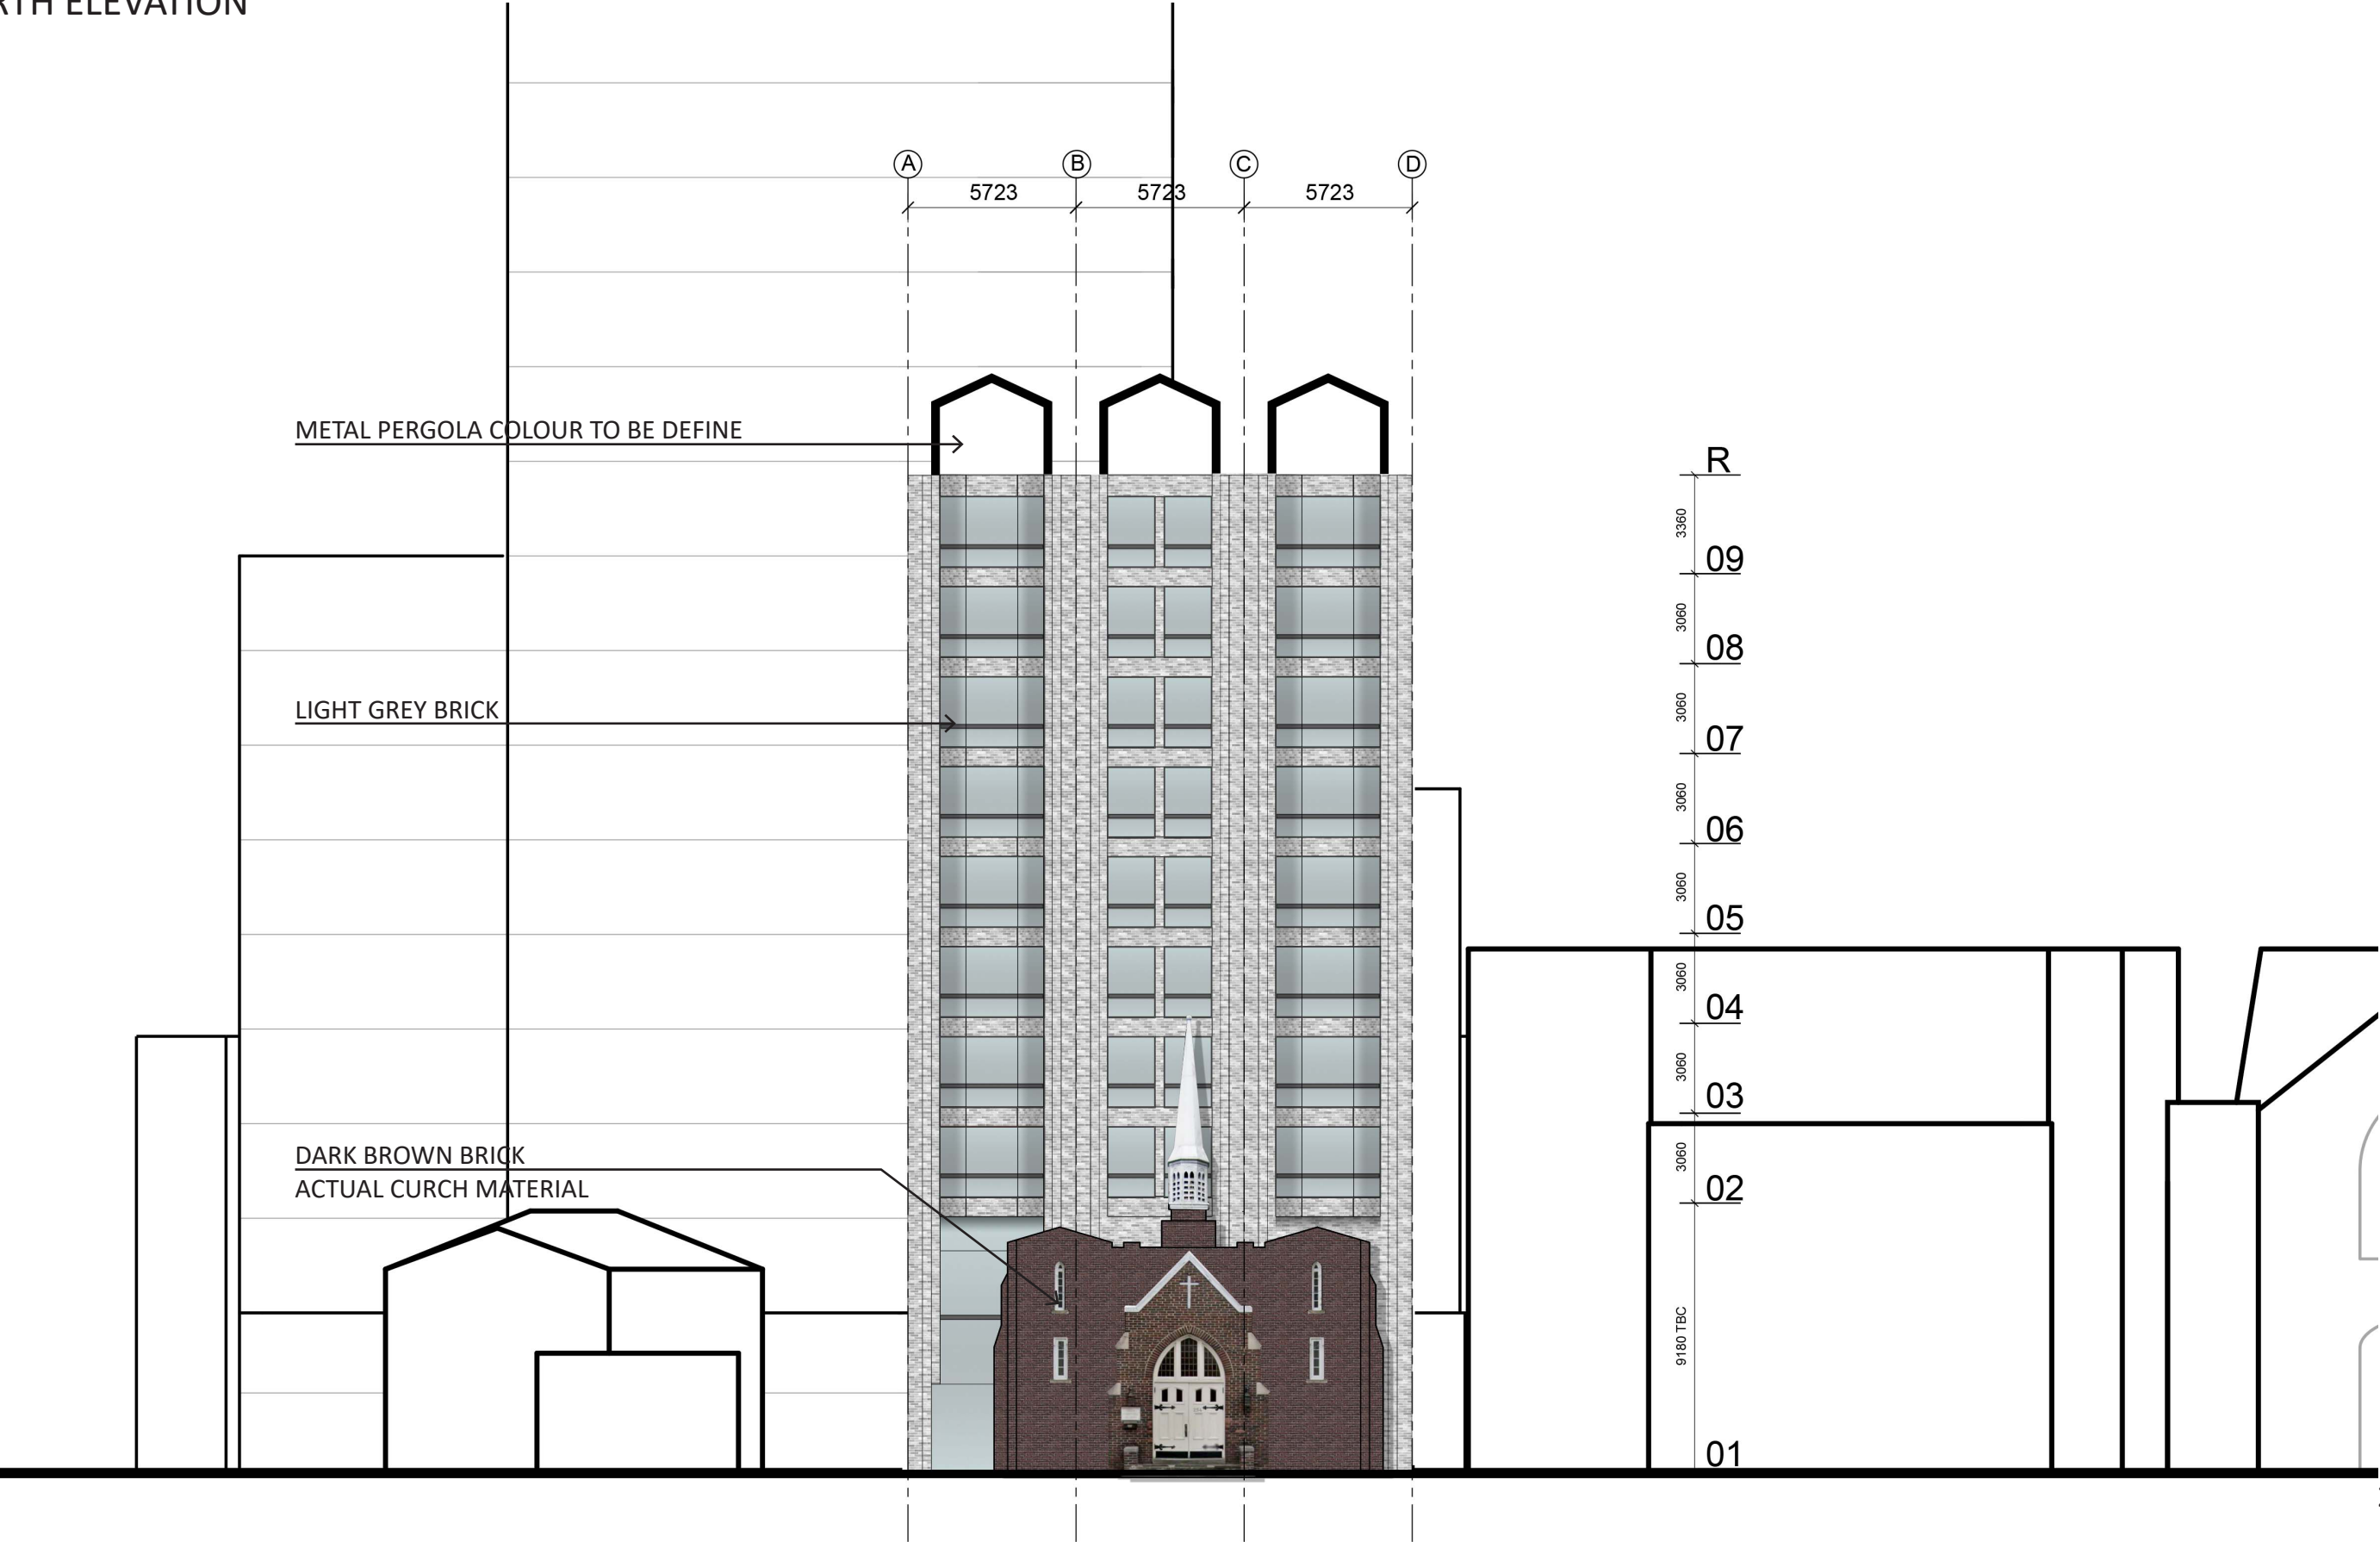 RTH ELEVATION
A B C D
5723 5723 5723
METAL PERGOLA COLOUR TO BE DEFINE
LIGHT GREY BRICK
DARK BROWN BRICK
ACTUAL CURCH MATERIAL
R
3360
09
3060
08
3060
07
3060
06
3060
05
3060
04
3060
03
3060
02
9180 TBC
01